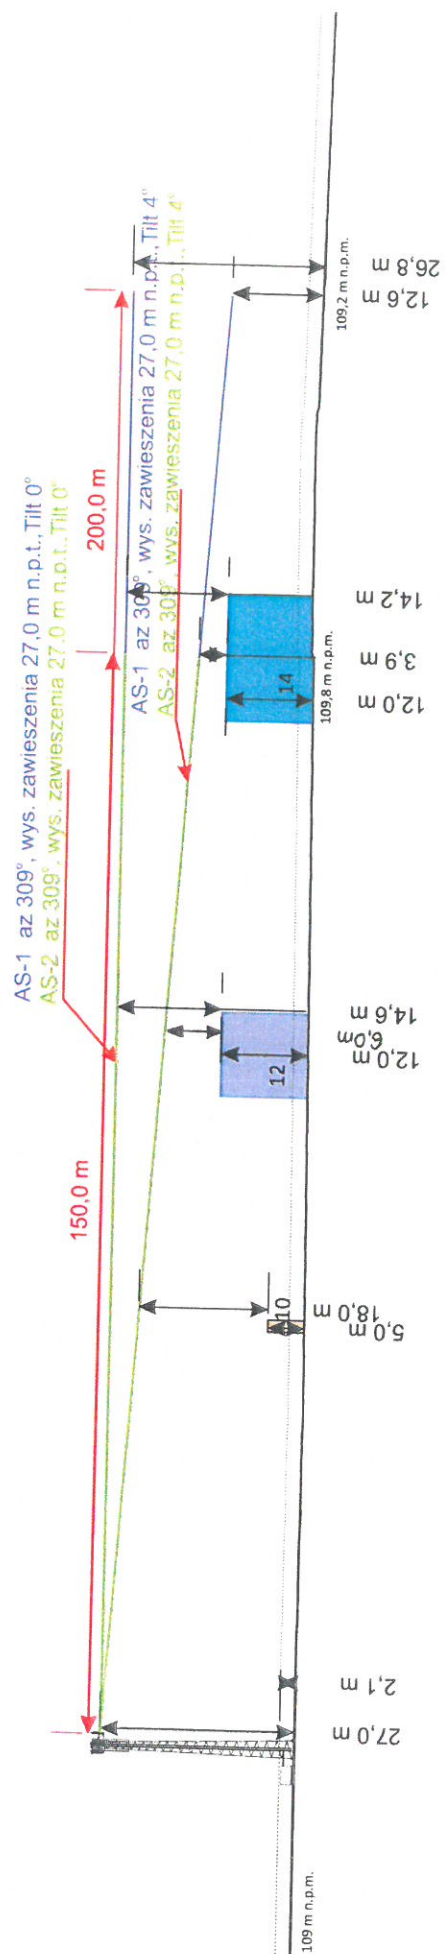 AS-1 az 309°, wys. zawieszenia 27,0 m n.p.t.,Tilt 0°
AS-2 az 309°, wys. zawieszenia 27,0 m n.p.t.,Tilt 0°
150,0 m
200,0 m
AS-1 az 309°, wys. zawieszenia 27,0 m n.p.t.,Tilt 4°
AS-2 az 309°, wys. zawieszenia 27,0 m n.p.t.,Tilt 4°
10
12
14
109 m n.p.m.
27,0 m
2,1 m
5,0 m
18,0 m
12,0 m
6,0m
14,6 m
109,8 m n.p.m.
12,0 m
3,9 m
14,2 m
109,2 m n.p.m.
12,6 m
26,8 m